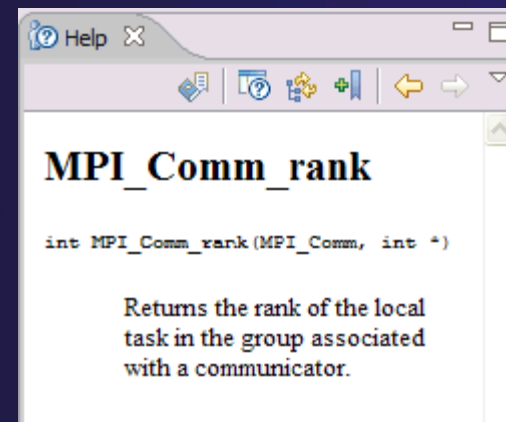 Help
MPI_Comm_rank
int MPI_Comm_rank(MPI_Comm, int *)
Returns the rank of the local
task in the group associated
with a communicator.